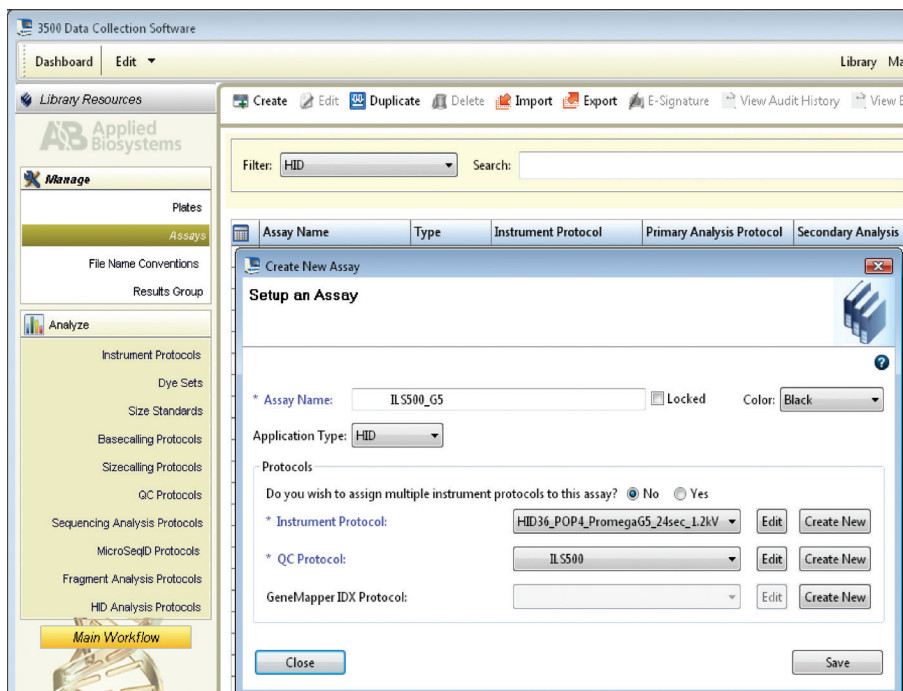 3500 Data Collection Software
Dashboard Edit Library Ma
Library Resources
Create Edit Duplicate Delete Import Export E-Signature View Audit History View E
AB Applied Biosystems
Filter: HID Search:
Manage
Plates
Assays
File Name Conventions
Results Group
Assay Name Type Instrument Protocol Primary Analysis Protocol Secondary Analysis
Create New Assay
Setup an Assay
Analyze
Instrument Protocols
Dye Sets
Size Standards
Basecalling Protocols
Sizecalling Protocols
QC Protocols
Sequencing Analysis Protocols
MicroSeqID Protocols
Fragment Analysis Protocols
HID Analysis Protocols
Main Workflow
* Assay Name: ILS500_G5 Locked Color: Black
Application Type: HID
Protocols
Do you wish to assign multiple instrument protocols to this assay? No Yes
* Instrument Protocol: HID36_POP4_PromegaG5_24sec_1.2kV Edit Create New
* QC Protocol: ILS500 Edit Create New
GeneMapper IDX Protocol: Edit Create New
Close Save